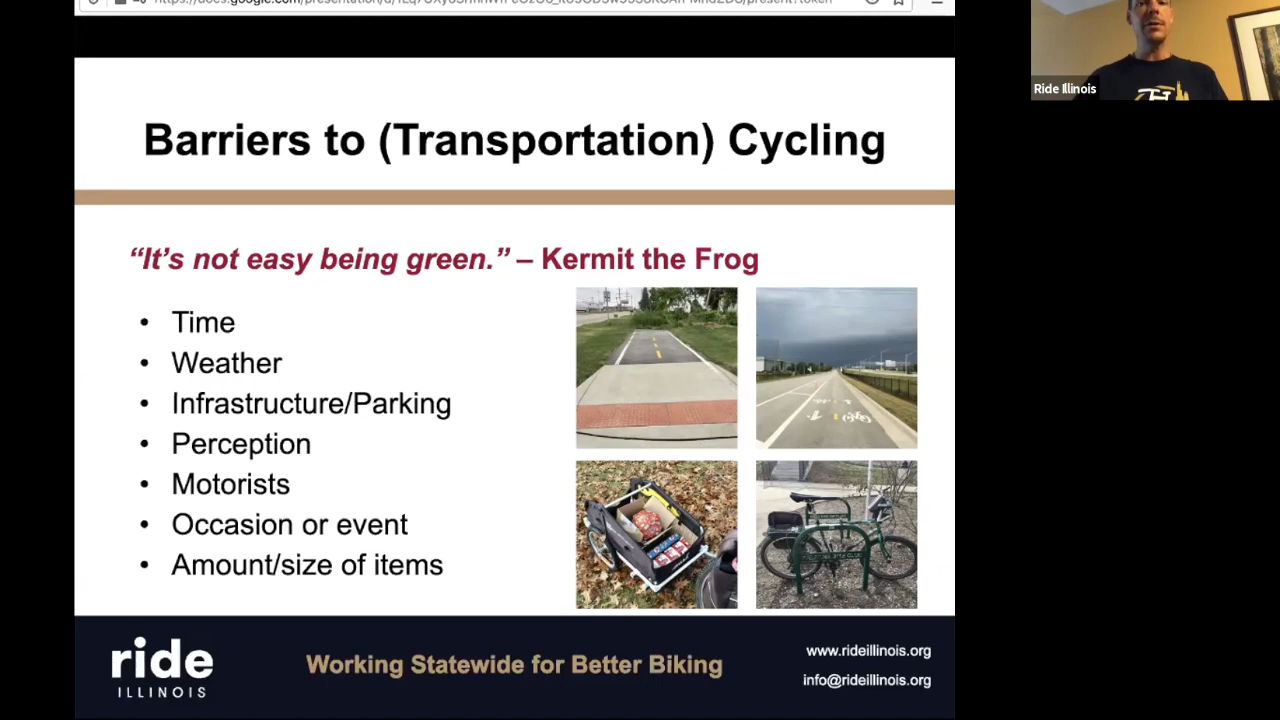 Ride Illinois
Barriers to (Transportation) Cycling
“It’s not easy being green.” – Kermit the Frog
• Time
• Weather
• Infrastructure/Parking
• Perception
• Motorists
• Occasion or event
• Amount/size of items
ride
ILLINOIS
Working Statewide for Better Biking
www.rideillinois.org
info@rideillinois.org